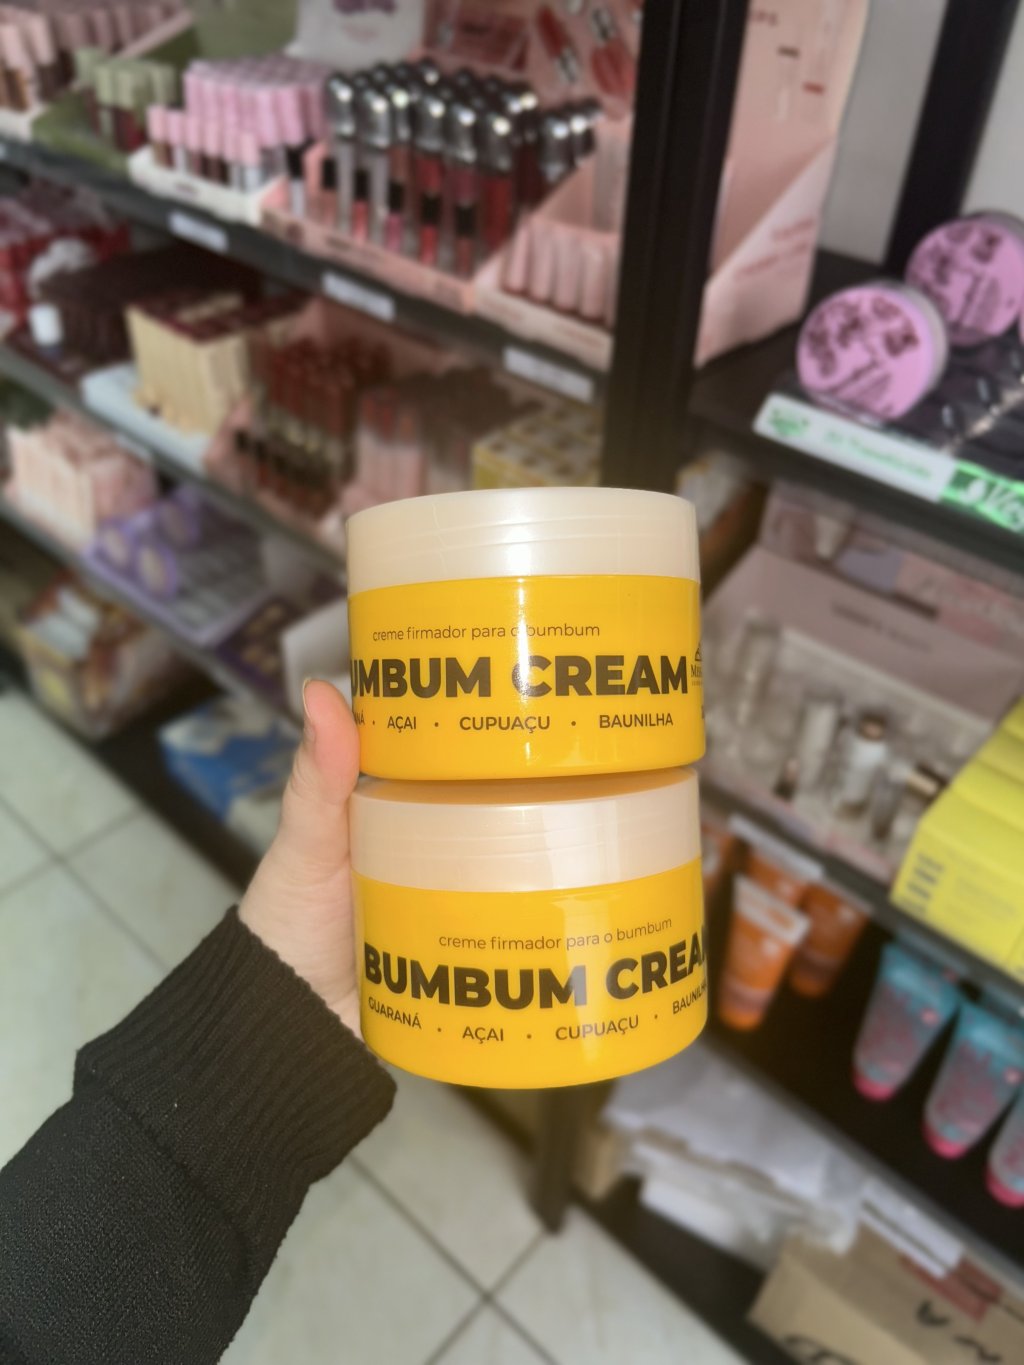 creme firmador para o bumbum
UMBUM CREAM
AÇAI • CUPUAÇU • BAUNILHA
creme firmador para o bumbum
BUMBUM CREA
GUARANÁ • AÇAI • CUPUAÇU • BAUNILHA